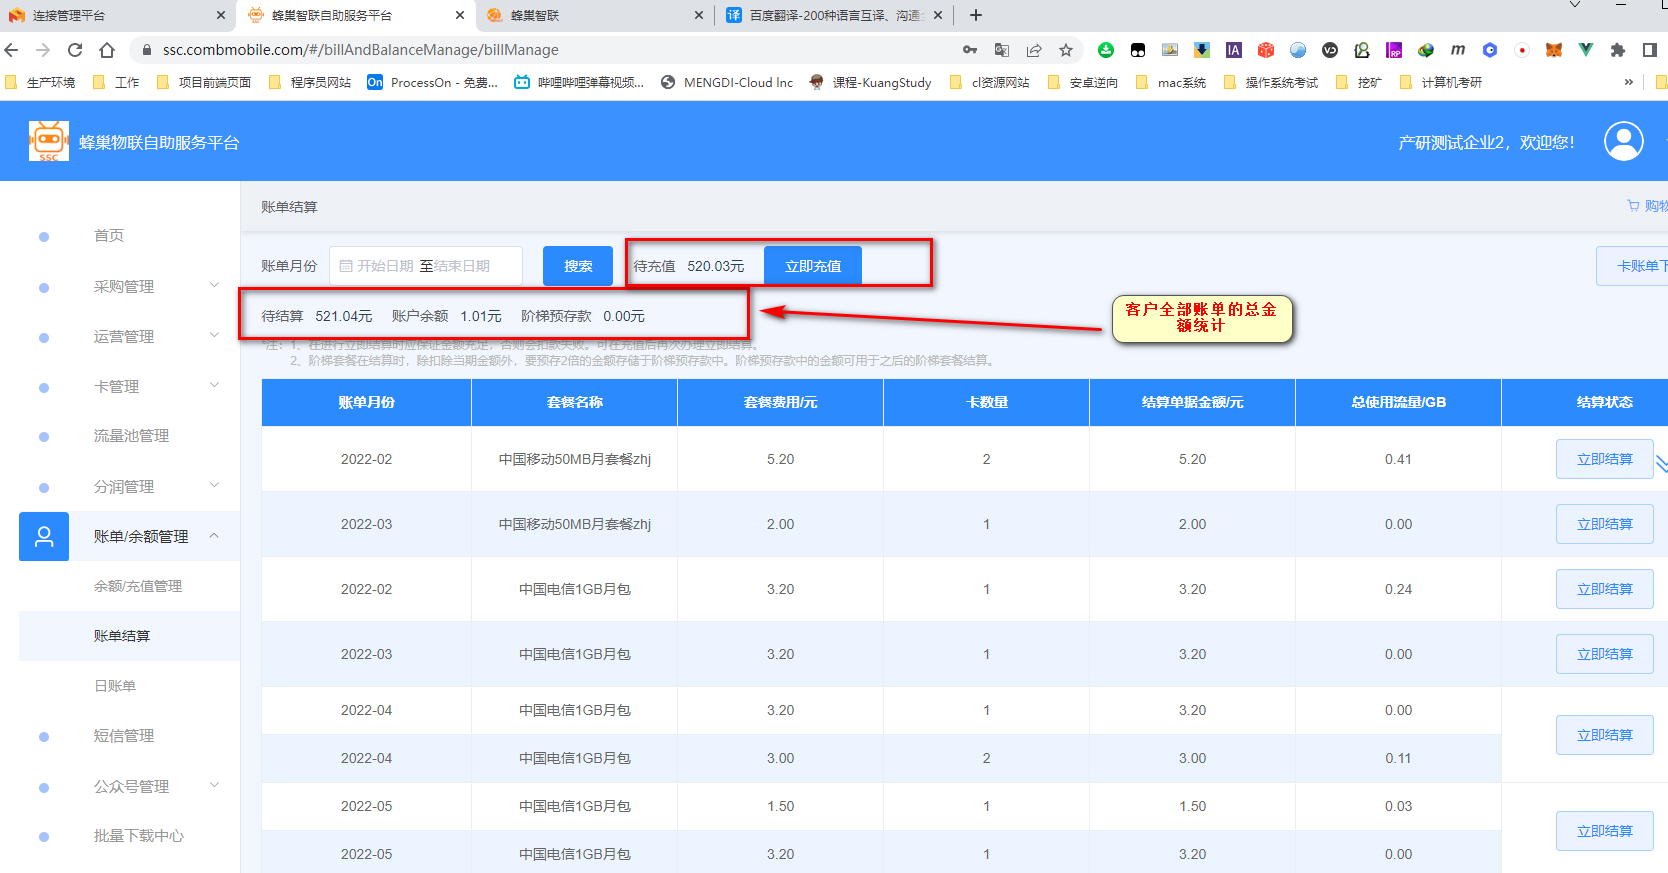 连接管理平台
蜂巢智联自助服务平台
蜂巢智联
百度翻译-200种语言互译、沟通
ssc.combmobile.com/#/billAndBalanceManage/billManage
生产环境
工作
项目前端页面
程序员网站
On
ProcessOn - 免费...
哔哩哔哩弹幕视频...
MENGDI-Cloud Inc
课程-KuangStudy
cl资源网站
安卓逆向
mac系统
操作系统考试
挖矿
计算机考研
SSC
蜂巢物联自助服务平台
产研测试企业2，欢迎您！
首页
采购管理
运营管理
卡管理
流量池管理
分润管理
账单/余额管理
余额/充值管理
账单结算
日账单
短信管理
公众号管理
批量下载中心
账单结算
购物
账单月份 开始日期 至 结束日期 搜索 待充值 520.03元 立即充值
卡账单下
待结算 521.04元 账户余额 1.01元 阶梯预存款 0.00元
客户全部账单的总金
额统计
*注：1、在进行立即结算时应保证金额充足，否则会扣款失败。可在充值后再次办理立即结算。
2、阶梯套餐在结算时，除扣除当期金额外，要预存2倍的金额存储于阶梯预存款中。阶梯预存款中的金额可用于之后的阶梯套餐结算。
账单月份 套餐名称 套餐费用/元 卡数量 结算单据金额/元 总使用流量/GB 结算状态
2022-02 中国移动50MB月套餐zhj 5.20 2 5.20 0.41 立即结算
2022-03 中国移动50MB月套餐zhj 2.00 1 2.00 0.00 立即结算
2022-02 中国电信1GB月包 3.20 1 3.20 0.24 立即结算
2022-03 中国电信1GB月包 3.20 1 3.20 0.00 立即结算
2022-04 中国电信1GB月包 3.20 1 3.20 0.00
立即结算
2022-04 中国电信1GB月包 3.00 2 3.00 0.11
2022-05 中国电信1GB月包 1.50 1 1.50 0.03
立即结算
2022-05 中国电信1GB月包 3.20 1 3.20 0.00